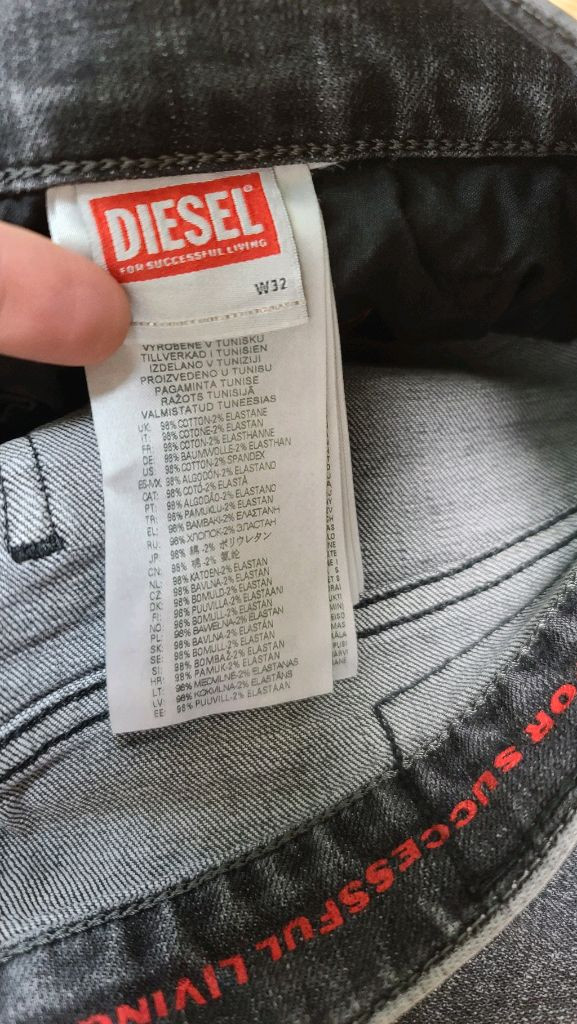 DIESEL®
FOR SUCCESSFUL LIVING
W32
VYROBENE V TUNISKU
TILLVERKAD I TUNISIEN
IZDELANO V TUNIZIJI
PROIZVEDENO U TUNISU
PAGAMINTA TUNISE
RAŽOTS TUNISIJĀ
VALMISTATUD TUNEESIAS
UK: 98% COTTON-2% ELASTANE
IT: 98% COTONE-2% ELASTAN
FR: 98% COTON-2% ELASTHANNE
DE: 98% BAUMWOLLE-2% ELASTHAN
US: 98% COTTON-2% SPANDEX
ES-MX: 98% ALGODÓN-2% ELASTANO
CAT: 98% COTÓ-2% ELASTÀ
PT: 98% ALGODÃO-2% ELASTANO
TR: 98% PAMUKLU-2% ELASTAN
EL: 98% ΒΑΜΒΑΚΙ-2% ΕΛΑΣΤΑΝΗ
RU: 98% ХЛОПОК-2% ЭЛАСТАН
JP: 98% 綿 -2% ポリウレタン
CN: 98% 棉 -2% 氨纶
NL: 98% KATOEN-2% ELASTAN
CZ: 98% BAVLNA-2% ELASTAN
DK: 98% BOMULD-2% ELASTAN
FI: 98% PUUVILLA-2% ELASTAANI
NO: 98% BOMULL-2% ELASTAN
PL: 98% BAWEŁNA-2% ELASTAN
SK: 98% BAVLNA-2% ELASTAN
SE: 98% BOMULL-2% ELASTAN
SI: 98% BOMBAŽ-2% ELASTAN
HR: 98% PAMUK-2% ELASTAN
LT: 98% MEDVILNĖ-2% ELASTANAS
LV: 98% KOKVILNA-2% ELASTĀNS
EE: 98% PUUVILL-2% ELASTAAN
OR SUCCESSFUL LIVING